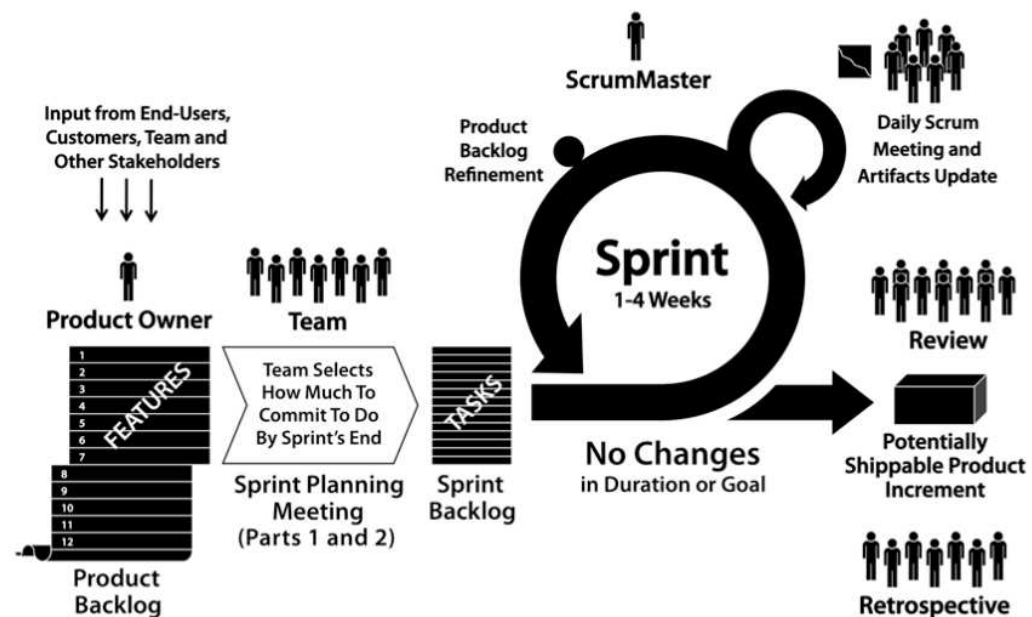 Input from End-Users,
Customers, Team and
Other Stakeholders
Product Owner
Team
1
2
3
4
5
6
7
FEATURES
8
9
10
11
12
Product
Backlog
Team Selects
How Much To
Commit To Do
By Sprint's End
Sprint Planning
Meeting
(Parts 1 and 2)
TASKS
Sprint
Backlog
ScrumMaster
Product
Backlog
Refinement
Sprint
1-4 Weeks
No Changes
in Duration or Goal
Daily Scrum
Meeting and
Artifacts Update
Review
Potentially
Shippable Product
Increment
Retrospective